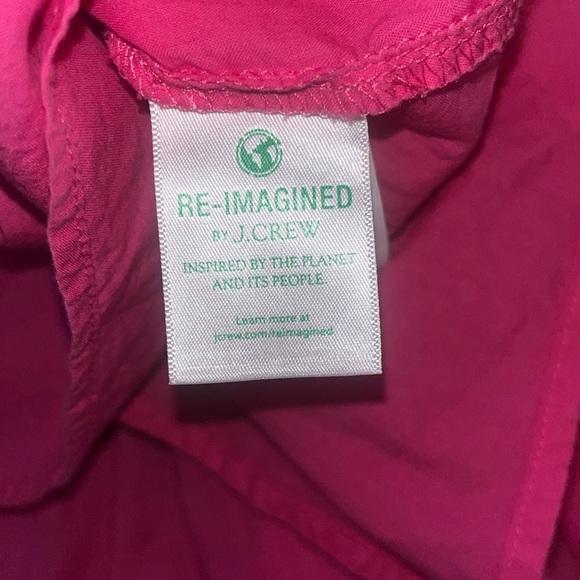 RE-IMAGINED
BY J.CREW
INSPIRED BY THE PLANET
AND ITS PEOPLE.
Learn more at
jcrew.com/reimagined